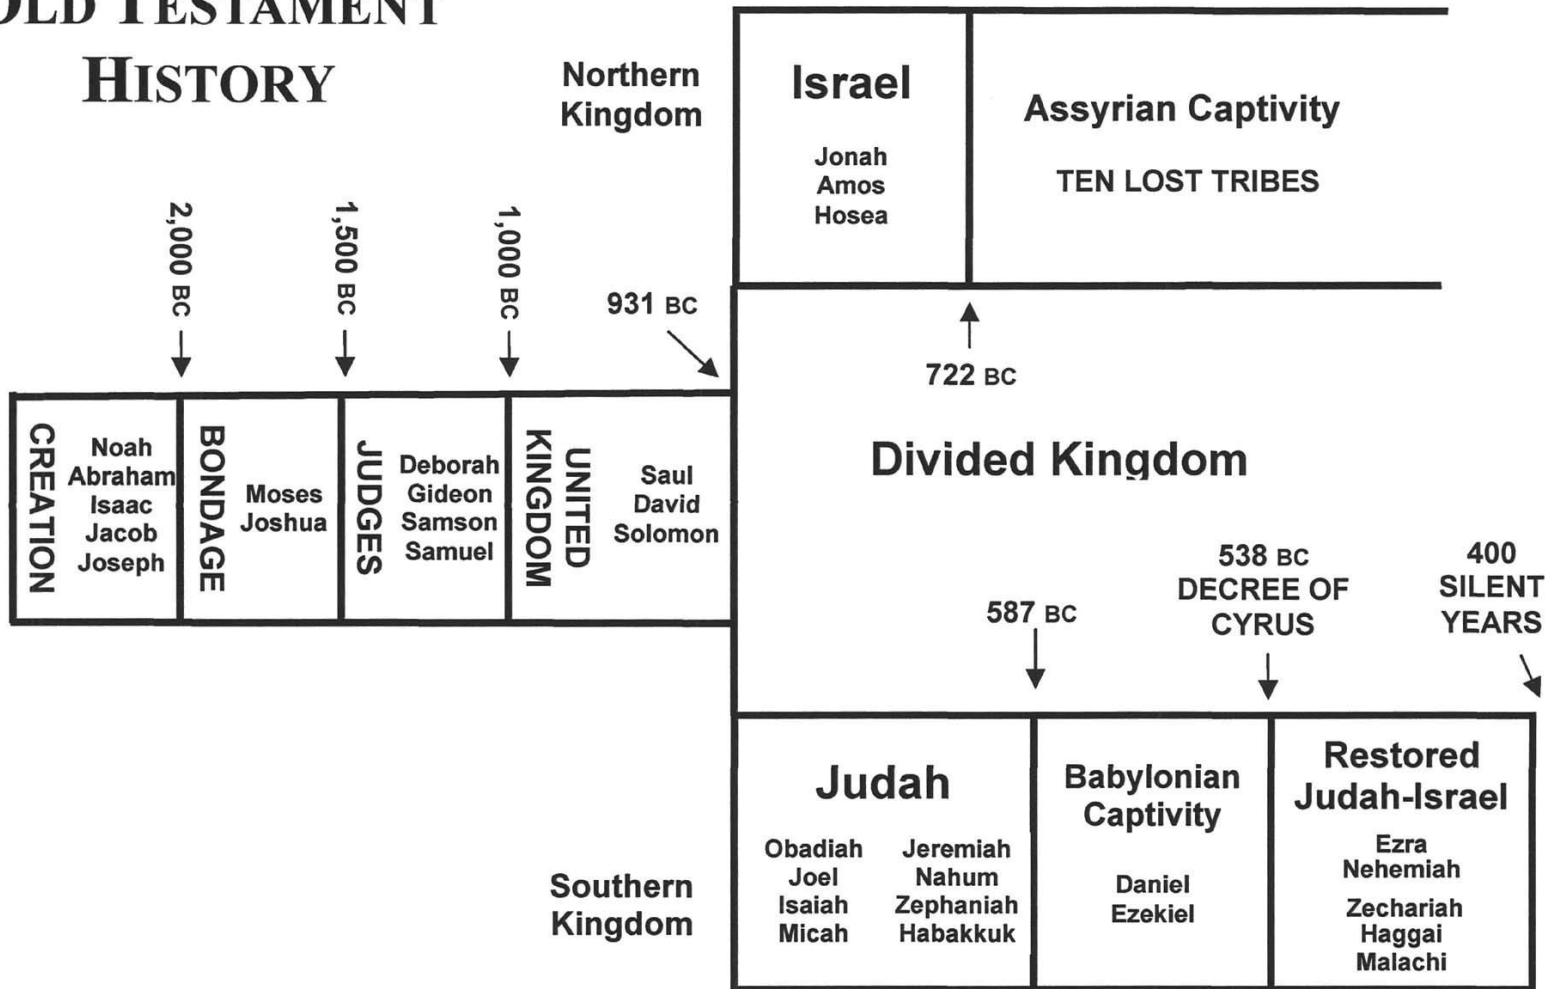 OLD TESTAMENT
HISTORY
Northern
Kingdom
Israel
Jonah
Amos
Hosea
Assyrian Captivity
TEN LOST TRIBES
2,000 BC
1,500 BC
1,000 BC
931 BC
722 BC
CREATION
Noah
Abraham
Isaac
Jacob
Joseph
BONDAGE
Moses
Joshua
JUDGES
Deborah
Gideon
Samson
Samuel
UNITED
KINGDOM
Saul
David
Solomon
Divided Kingdom
587 BC
538 BC
DECREE OF
CYRUS
400
SILENT
YEARS
Southern
Kingdom
Judah
Obadiah
Joel
Isaiah
Micah
Jeremiah
Nahum
Zephaniah
Habakkuk
Babylonian
Captivity
Daniel
Ezekiel
Restored
Judah-Israel
Ezra
Nehemiah
Zechariah
Haggai
Malachi